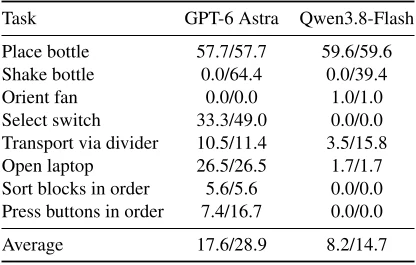 Task GPT-6 Astra Qwen3.8-Flash
Place bottle 57.7/57.7 59.6/59.6
Shake bottle 0.0/64.4 0.0/39.4
Orient fan 0.0/0.0 1.0/1.0
Select switch 33.3/49.0 0.0/0.0
Transport via divider 10.5/11.4 3.5/15.8
Open laptop 26.5/26.5 1.7/1.7
Sort blocks in order 5.6/5.6 0.0/0.0
Press buttons in order 7.4/16.7 0.0/0.0
Average 17.6/28.9 8.2/14.7